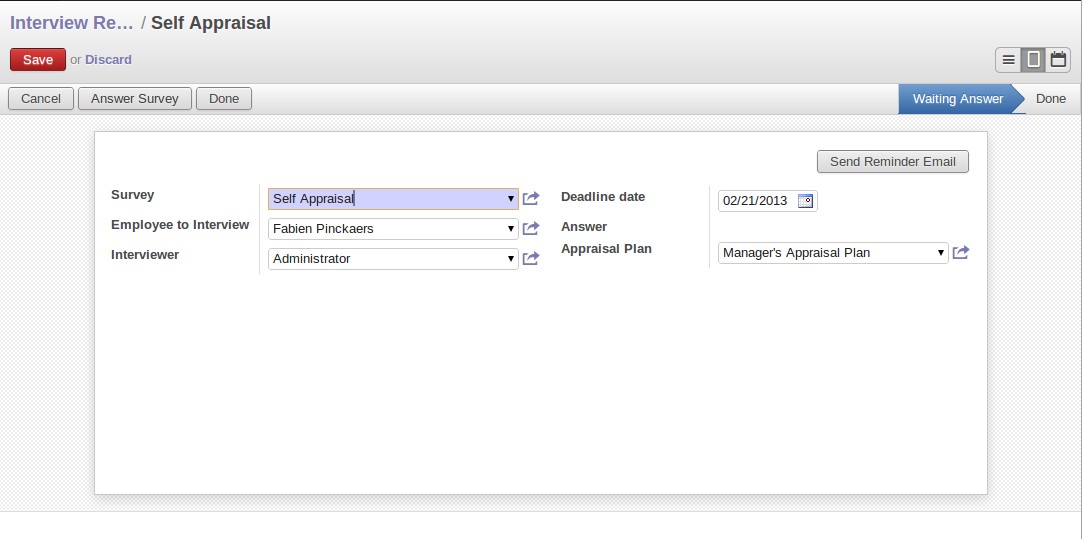 Interview Re... / Self Appraisal
Save or Discard
Cancel Answer Survey Done Waiting Answer Done
Send Reminder Email
Survey Self Appraisal
Employee to Interview Fabien Pinckaers
Interviewer Administrator
Deadline date 02/21/2013
Answer
Appraisal Plan Manager's Appraisal Plan